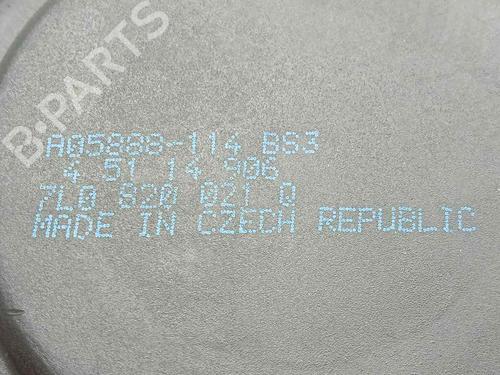 B-PARTS
A05888-114 BS3
4 51 14 906
7L0 820 021 Q
MADE IN CZECH REPUBLIC